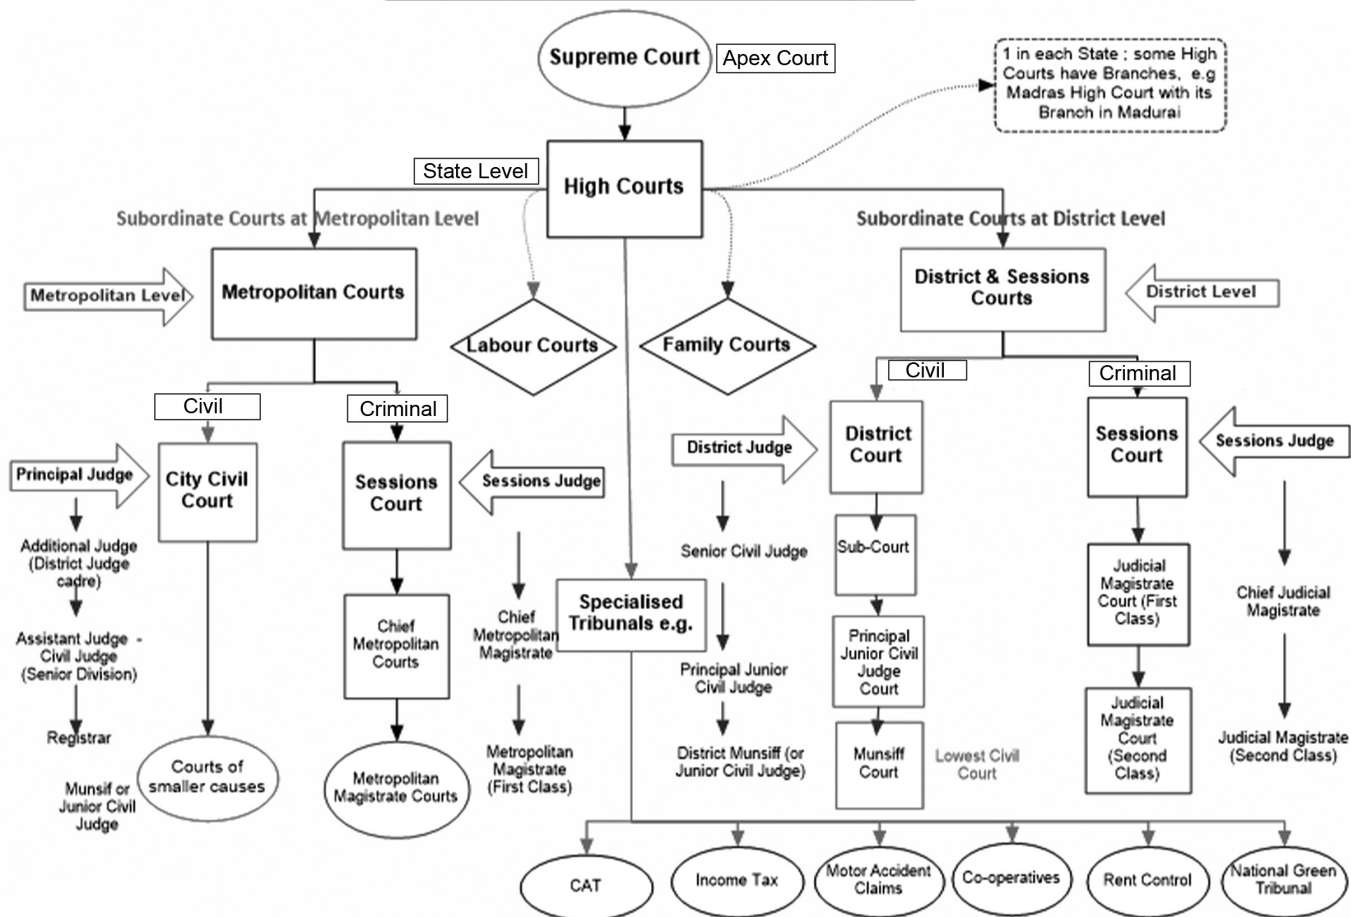 Supreme Court
Apex Court
1 in each State ; some High
Courts have Branches, e.g
Madras High Court with its
Branch in Madurai
State Level
High Courts
Subordinate Courts at Metropolitan Level
Subordinate Courts at District Level
Metropolitan Level
Metropolitan Courts
Labour Courts
Family Courts
District & Sessions
Courts
District Level
Civil
Criminal
Civil
Criminal
Principal Judge
City Civil
Court
Sessions
Court
Sessions Judge
District Judge
District
Court
Sessions
Court
Sessions Judge
Additional Judge
(District Judge
cadre)
Assistant Judge -
Civil Judge
(Senior Division)
Registrar
Munsif or
Junior Civil
Judge
Courts of
smaller causes
Chief
Metropolitan
Courts
Metropolitan
Magistrate Courts
Chief
Metropolitan
Magistrate
Metropolitan
Magistrate
(First Class)
Specialised
Tribunals e.g.
Senior Civil Judge
Principal Junior
Civil Judge
District Munsiff (or
Junior Civil Judge)
Sub-Court
Principal
Junior Civil
Judge
Court
Munsiff
Court
Lowest Civil
Court
Judicial
Magistrate
Court (First
Class)
Judicial
Magistrate
Court
(Second
Class)
Chief Judicial
Magistrate
Judicial Magistrate
(Second Class)
CAT
Income Tax
Motor Accident
Claims
Co-operatives
Rent Control
National Green
Tribunal